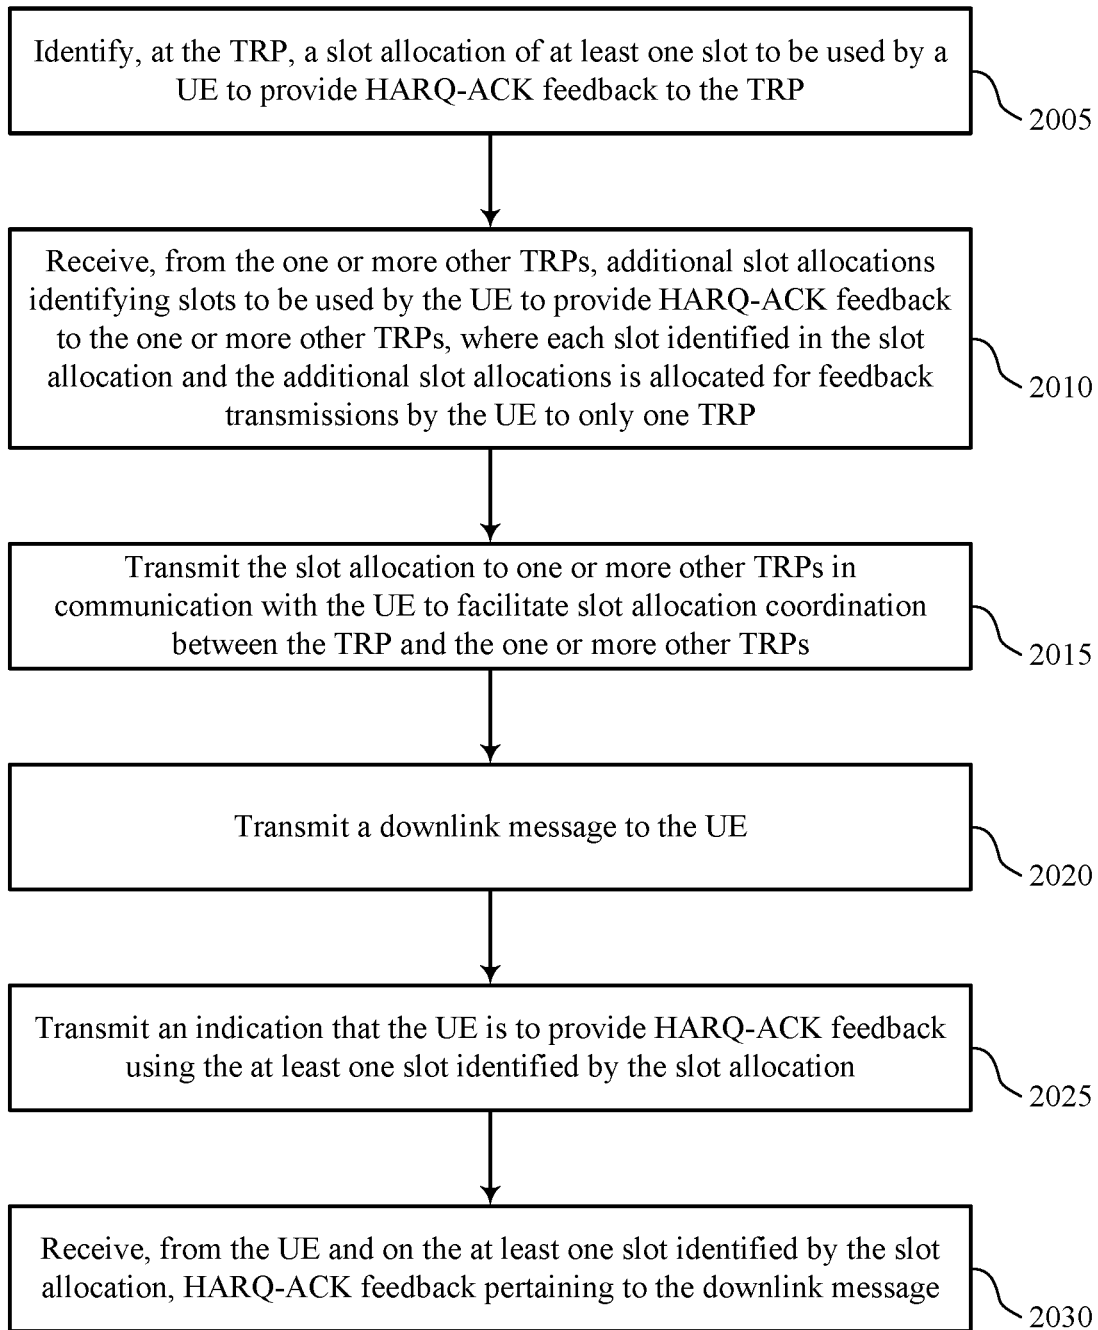 Identify, at the TRP, a slot allocation of at least one slot to be used by a
UE to provide HARQ-ACK feedback to the TRP
2005
Receive, from the one or more other TRPs, additional slot allocations
identifying slots to be used by the UE to provide HARQ-ACK feedback
to the one or more other TRPs, where each slot identified in the slot
allocation and the additional slot allocations is allocated for feedback
transmissions by the UE to only one TRP
2010
Transmit the slot allocation to one or more other TRPs in
communication with the UE to facilitate slot allocation coordination
between the TRP and the one or more other TRPs
2015
Transmit a downlink message to the UE
2020
Transmit an indication that the UE is to provide HARQ-ACK feedback
using the at least one slot identified by the slot allocation
2025
Receive, from the UE and on the at least one slot identified by the slot
allocation, HARQ-ACK feedback pertaining to the downlink message
2030